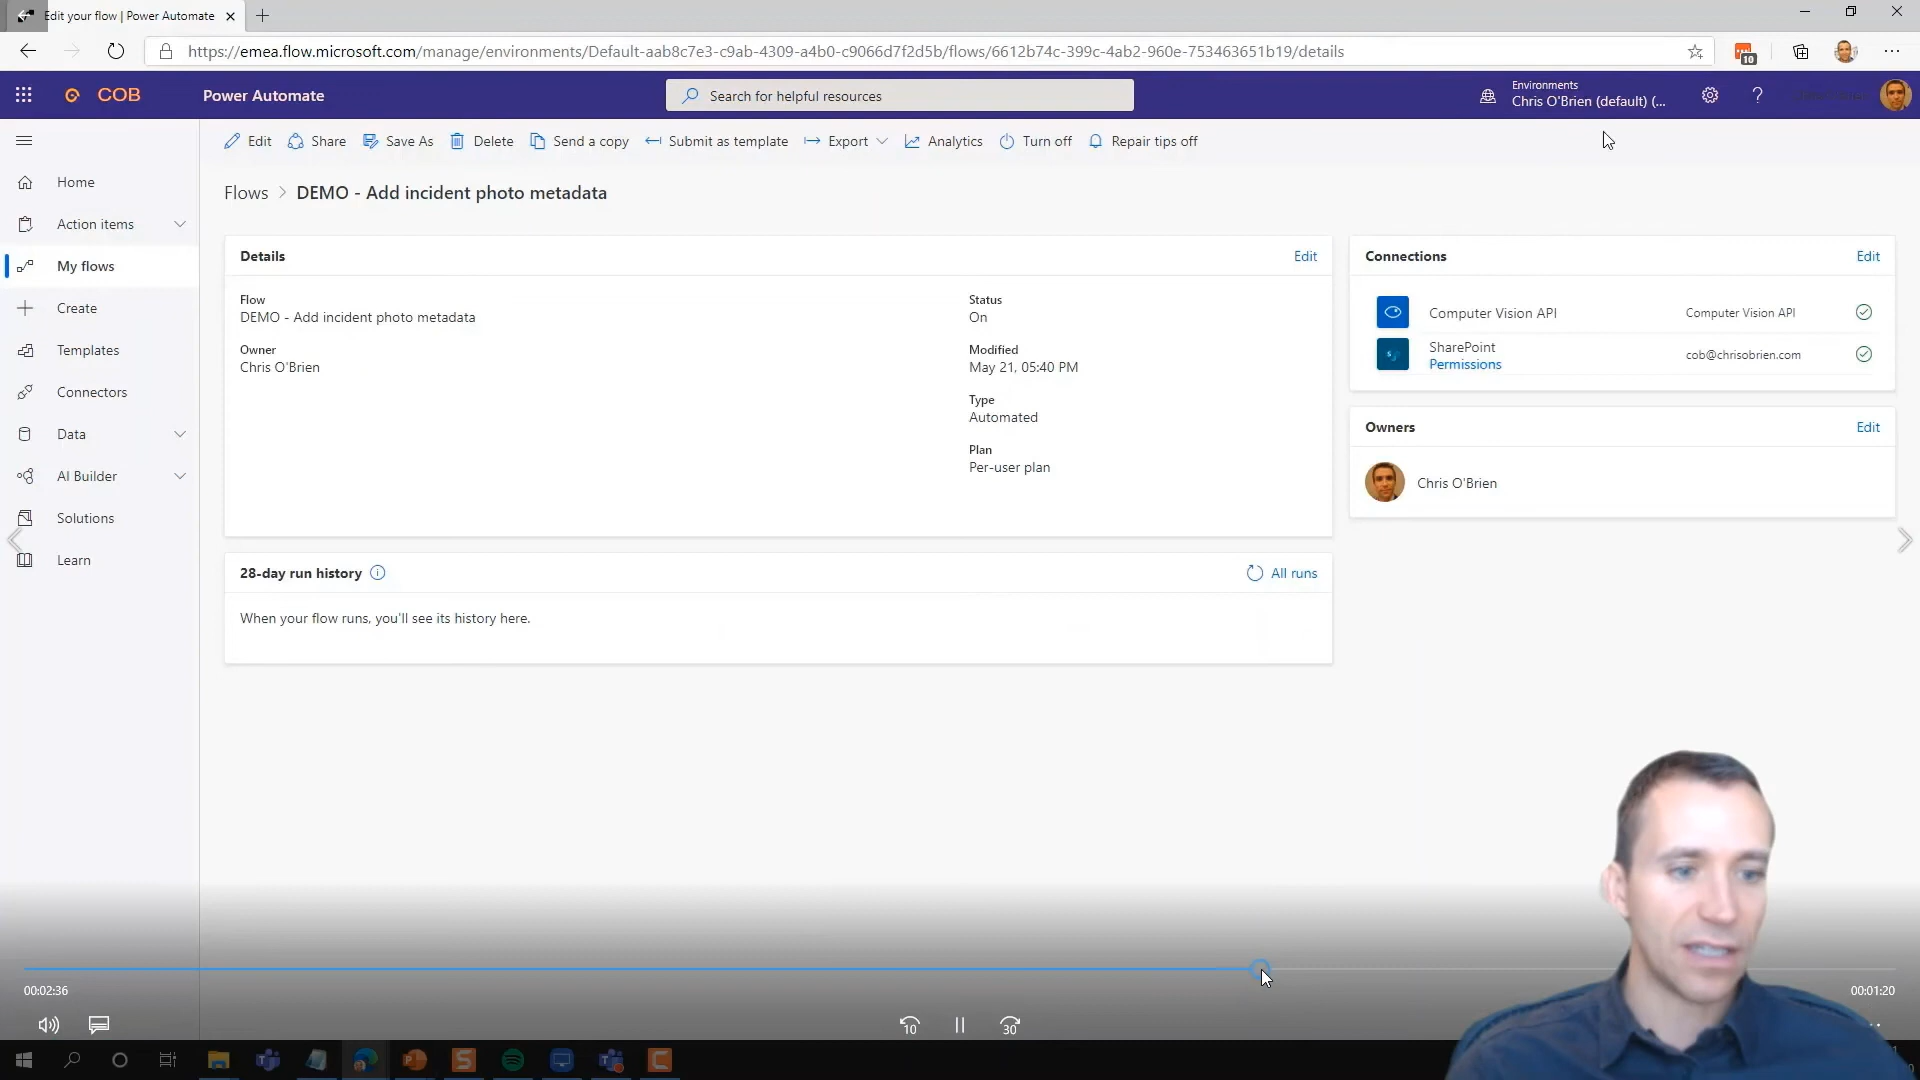 Edit your flow | Power Automate
https://emea.flow.microsoft.com/manage/environments/Default-aab8c7e3-c9ab-4309-a4b0-c9066d7f2d5b/flows/6612b74c-399c-4ab2-960e-753463651b19/details
10
COB
Power Automate
Search for helpful resources
Environments
Chris O'Brien (default) (...
Edit
Share
Save As
Delete
Send a copy
Submit as template
Export
Analytics
Turn off
Repair tips off
Home
Action items
My flows
Create
Templates
Connectors
Data
AI Builder
Solutions
Learn
Flows > DEMO - Add incident photo metadata
Details
Edit
Flow
DEMO - Add incident photo metadata
Owner
Chris O'Brien
Status
On
Modified
May 21, 05:40 PM
Type
Automated
Plan
Per-user plan
28-day run history
All runs
When your flow runs, you'll see its history here.
Connections
Edit
Computer Vision API
Computer Vision API
SharePoint
Permissions
cob@chrisobrien.com
Owners
Edit
Chris O'Brien
00:02:36
00:01:20
10
30